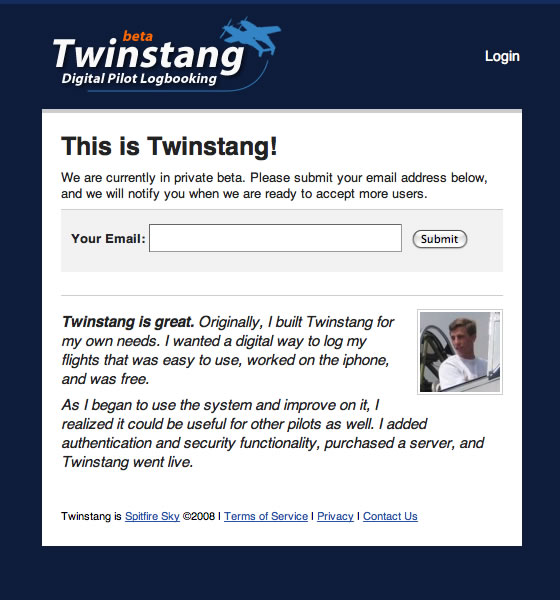 beta
Twinstang
Digital Pilot Logbooking
Login
This is Twinstang!
We are currently in private beta. Please submit your email address below,
and we will notify you when we are ready to accept more users.
Your Email: Submit
Twinstang is great. Originally, I built Twinstang for
my own needs. I wanted a digital way to log my
flights that was easy to use, worked on the iphone,
and was free.
As I began to use the system and improve on it, I
realized it could be useful for other pilots as well. I added
authentication and security functionality, purchased a server, and
Twinstang went live.
Twinstang is Spitfire Sky ©2008 | Terms of Service | Privacy | Contact Us